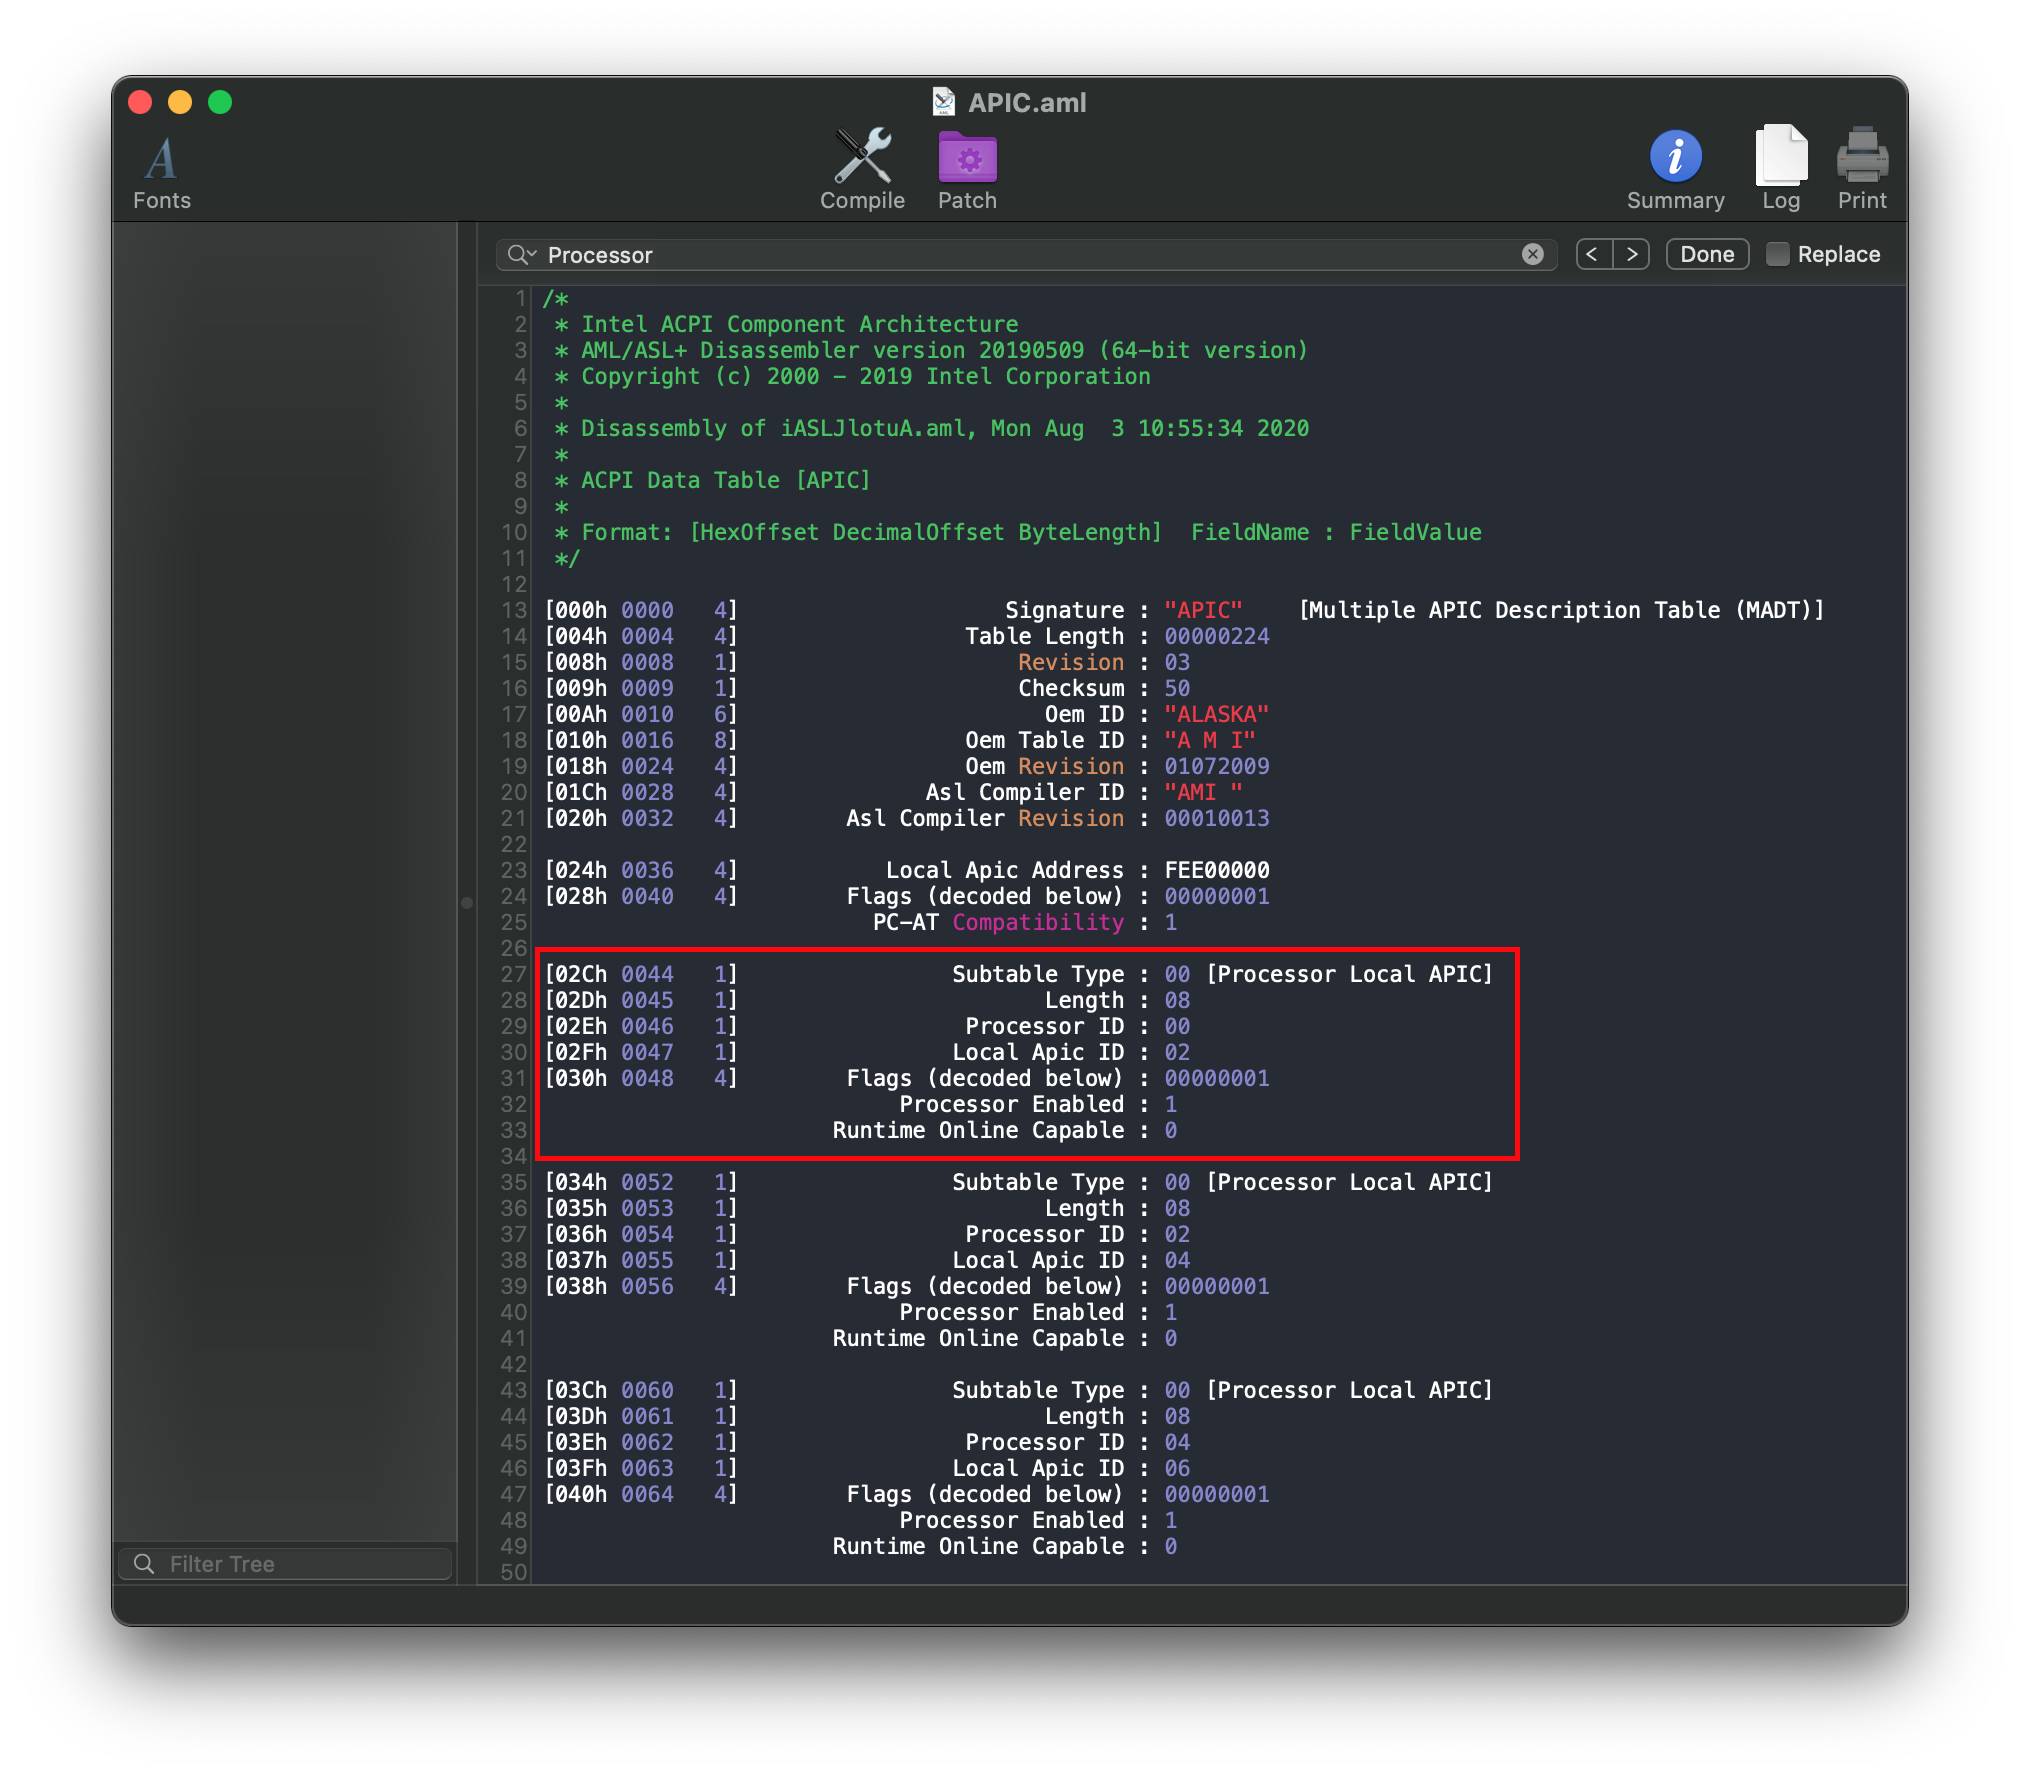 APIC.aml
Fonts
Compile
Patch
Summary
Log
Print
Processor
< > Done Replace
1 /*
2  * Intel ACPI Component Architecture
3  * AML/ASL+ Disassembler version 20190509 (64-bit version)
4  * Copyright (c) 2000 - 2019 Intel Corporation
5  *
6  * Disassembly of iASLJlotuA.aml, Mon Aug  3 10:55:34 2020
7  *
8  * ACPI Data Table [APIC]
9  *
10  * Format: [HexOffset DecimalOffset ByteLength]  FieldName : FieldValue
11  */
12
13 [000h 0000   4]                    Signature : "APIC"    [Multiple APIC Description Table (MADT)]
14 [004h 0004   4]                 Table Length : 00000224
15 [008h 0008   1]                     Revision : 03
16 [009h 0009   1]                     Checksum : 50
17 [00Ah 0010   6]                       Oem ID : "ALASKA"
18 [010h 0016   8]                 Oem Table ID : "A M I"
19 [018h 0024   4]                 Oem Revision : 01072009
20 [01Ch 0028   4]              Asl Compiler ID : "AMI "
21 [020h 0032   4]        Asl Compiler Revision : 00010013
22
23 [024h 0036   4]           Local Apic Address : FEE00000
24 [028h 0040   4]        Flags (decoded below) : 00000001
25                          PC-AT Compatibility : 1
26
27 [02Ch 0044   1]                Subtable Type : 00 [Processor Local APIC]
28 [02Dh 0045   1]                       Length : 08
29 [02Eh 0046   1]                 Processor ID : 00
30 [02Fh 0047   1]                Local Apic ID : 02
31 [030h 0048   4]        Flags (decoded below) : 00000001
32                            Processor Enabled : 1
33                       Runtime Online Capable : 0
34
35 [034h 0052   1]                Subtable Type : 00 [Processor Local APIC]
36 [035h 0053   1]                       Length : 08
37 [036h 0054   1]                 Processor ID : 02
38 [037h 0055   1]                Local Apic ID : 04
39 [038h 0056   4]        Flags (decoded below) : 00000001
40                            Processor Enabled : 1
41                       Runtime Online Capable : 0
42
43 [03Ch 0060   1]                Subtable Type : 00 [Processor Local APIC]
44 [03Dh 0061   1]                       Length : 08
45 [03Eh 0062   1]                 Processor ID : 04
46 [03Fh 0063   1]                Local Apic ID : 06
47 [040h 0064   4]        Flags (decoded below) : 00000001
48                            Processor Enabled : 1
49                       Runtime Online Capable : 0
50
Filter Tree